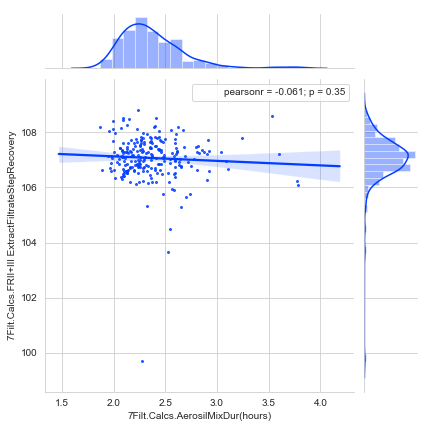 pearsonr = -0.061; p = 0.35
7Filt.Calcs.FRII+III ExtractFiltrateStepRecovery
108
106
104
102
100
1.5 2.0 2.5 3.0 3.5 4.0
7Filt.Calcs.AerosilMixDur(hours)